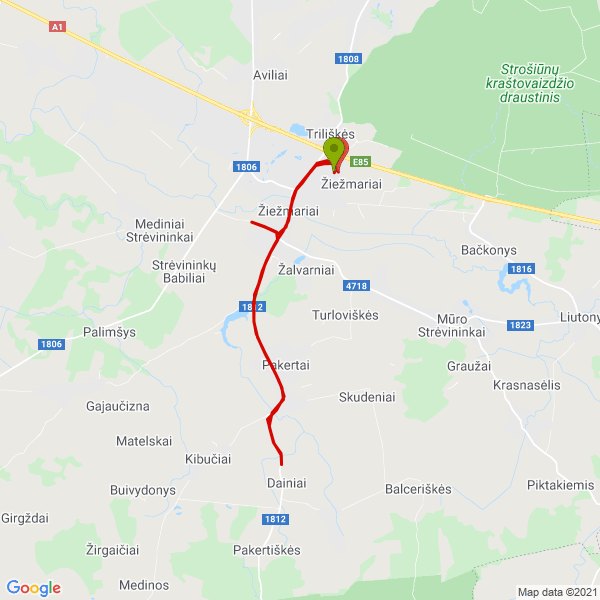 A1
1808
Aviliai
Strošiūnų
kraštovaizdžio
draustinis
Triliškės
E85
1806
Žiežmariai
Žiežmariai
Mediniai
Strėvininkai
Bačkonys
Strėvininkų
Babiliai
Žalvarniai
1816
4718
1812
Turloviškės
Mūro
Strėvininkai
1823
Liutony
Palimšys
1806
Pakertai
Graužai
Krasnasėlis
Skudeniai
Gajaučizna
Matelskai
Kibučiai
Dainiai
Piktakiemis
Buivydonys
Balceriškės
Girgždai
1812
Žirgaičiai
Pakertiškės
Medinos
Google
Map data ©2021